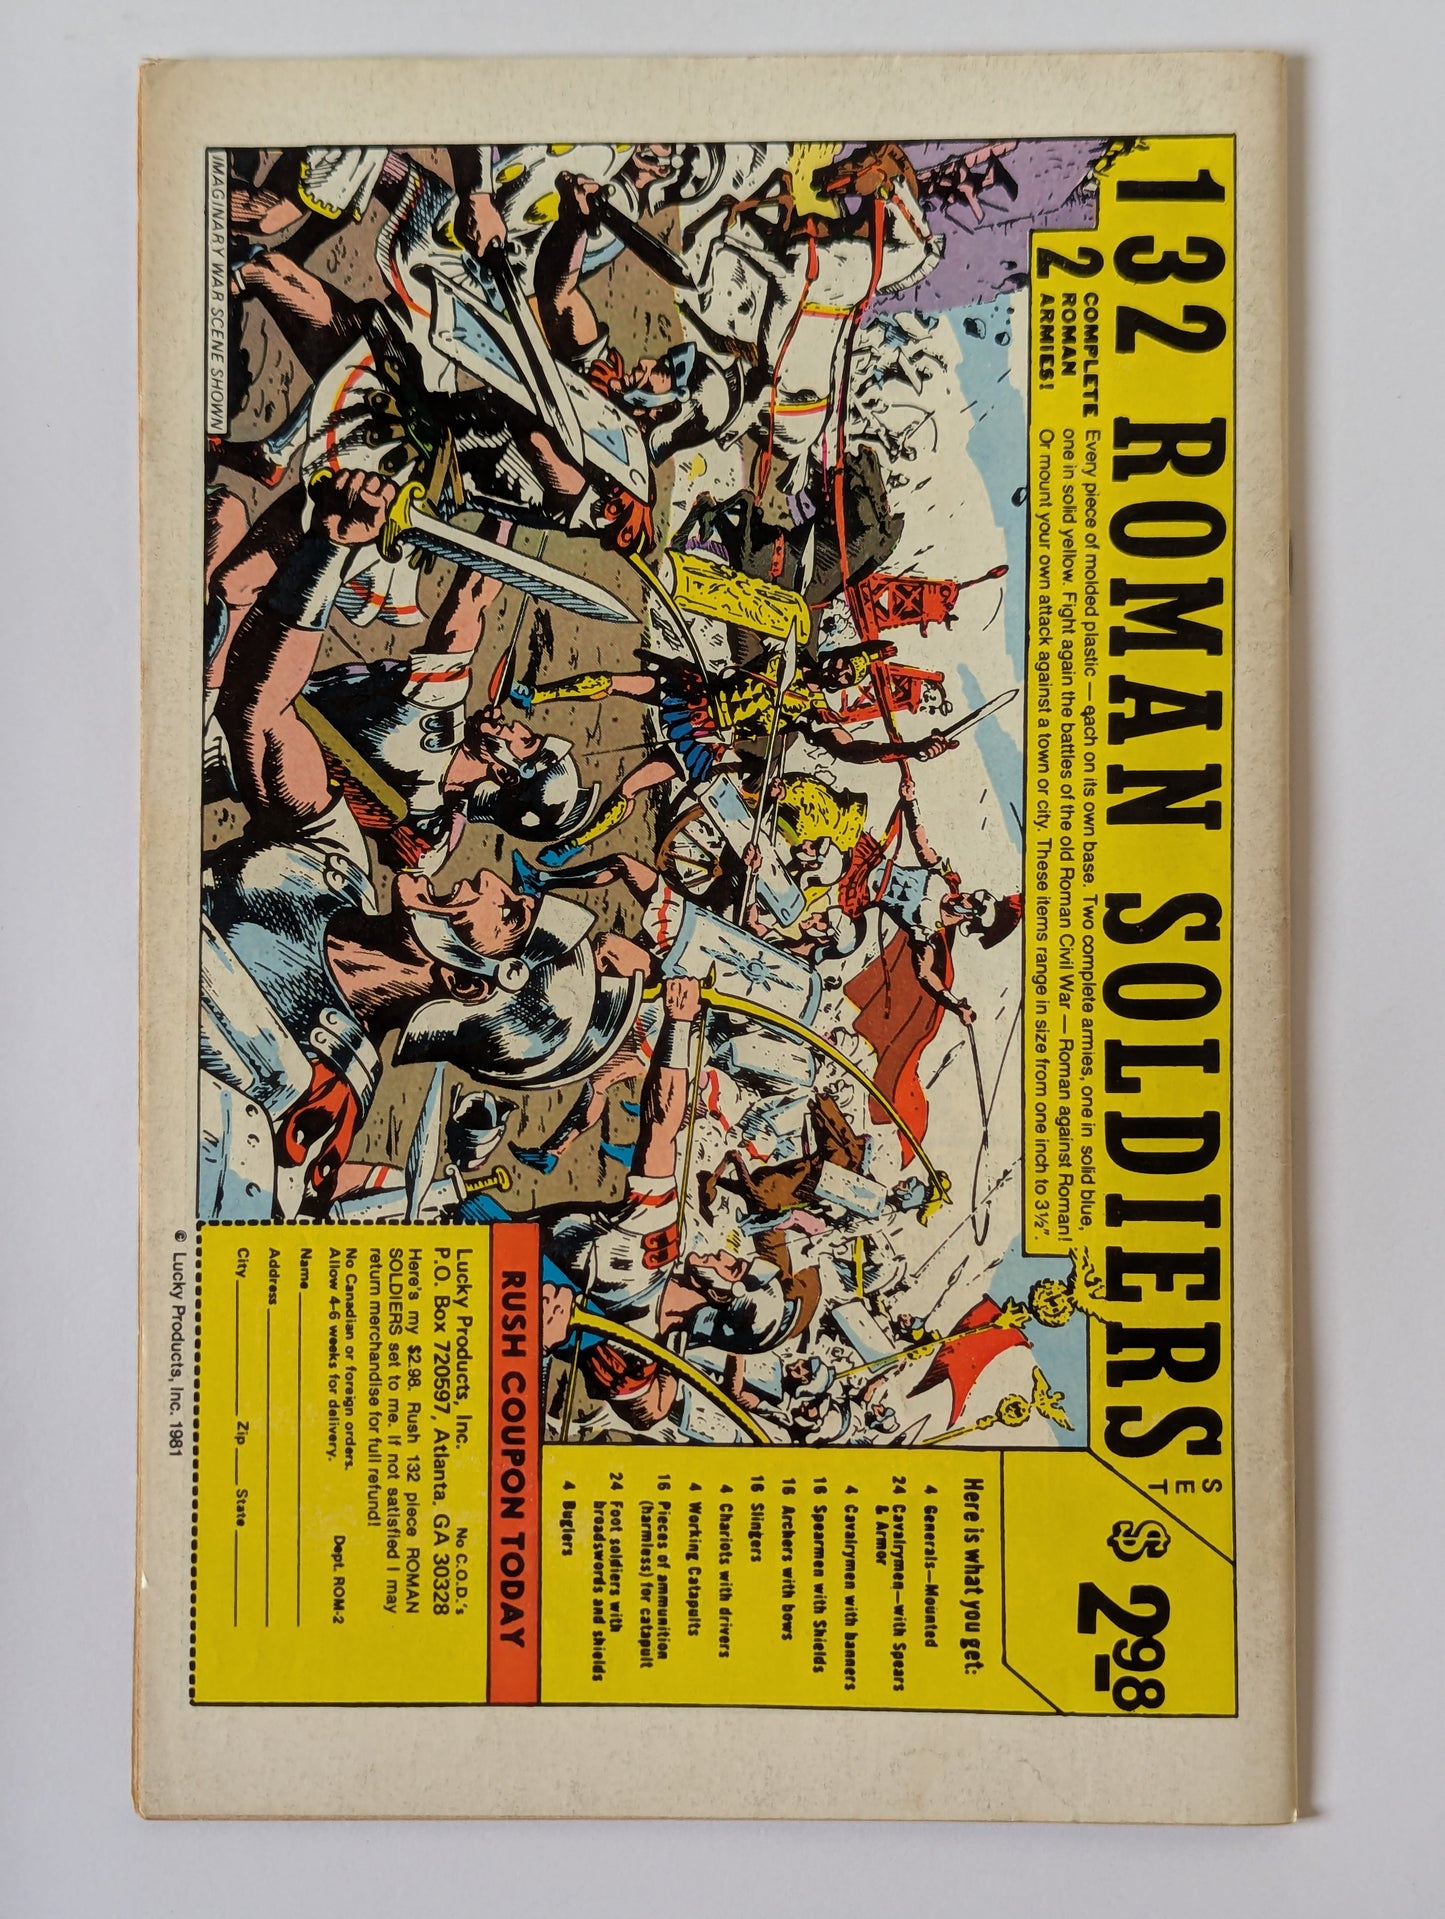 132 ROMAN SOLDIERS SET
$2.98
2 COMPLETE
ROMAN
ARMIES!
Every piece of molded plastic — each on its own base. Two complete armies, one in solid blue,
one in solid yellow. Fight again the battles of the old Roman Civil War — Roman against Roman!
Or mount your own attack against a town or city. These items range in size from one inch to 3½".
Here is what you get:
4 Generals—Mounted
24 Cavalrymen—with Spears
& Armor
4 Cavalrymen with banners
16 Spearmen with Shields
16 Archers with bows
16 Slingers
4 Chariots with drivers
4 Working Catapults
16 Pieces of ammunition
(harmless) for catapult
24 Foot soldiers with
broadswords and shields
4 Buglers
RUSH COUPON TODAY
Lucky Products, Inc. No C.O.D.'s
P.O. Box 720597, Atlanta, GA 30328
Here's my $2.98. Rush 132 piece ROMAN
SOLDIERS set to me. If not satisfied I may
return merchandise for full refund!
No Canadian or foreign orders.
Allow 4-6 weeks for delivery. Dept. ROM-2
Name
Address
City Zip State
IMAGINARY WAR SCENE SHOWN
© Lucky Products, Inc. 1981